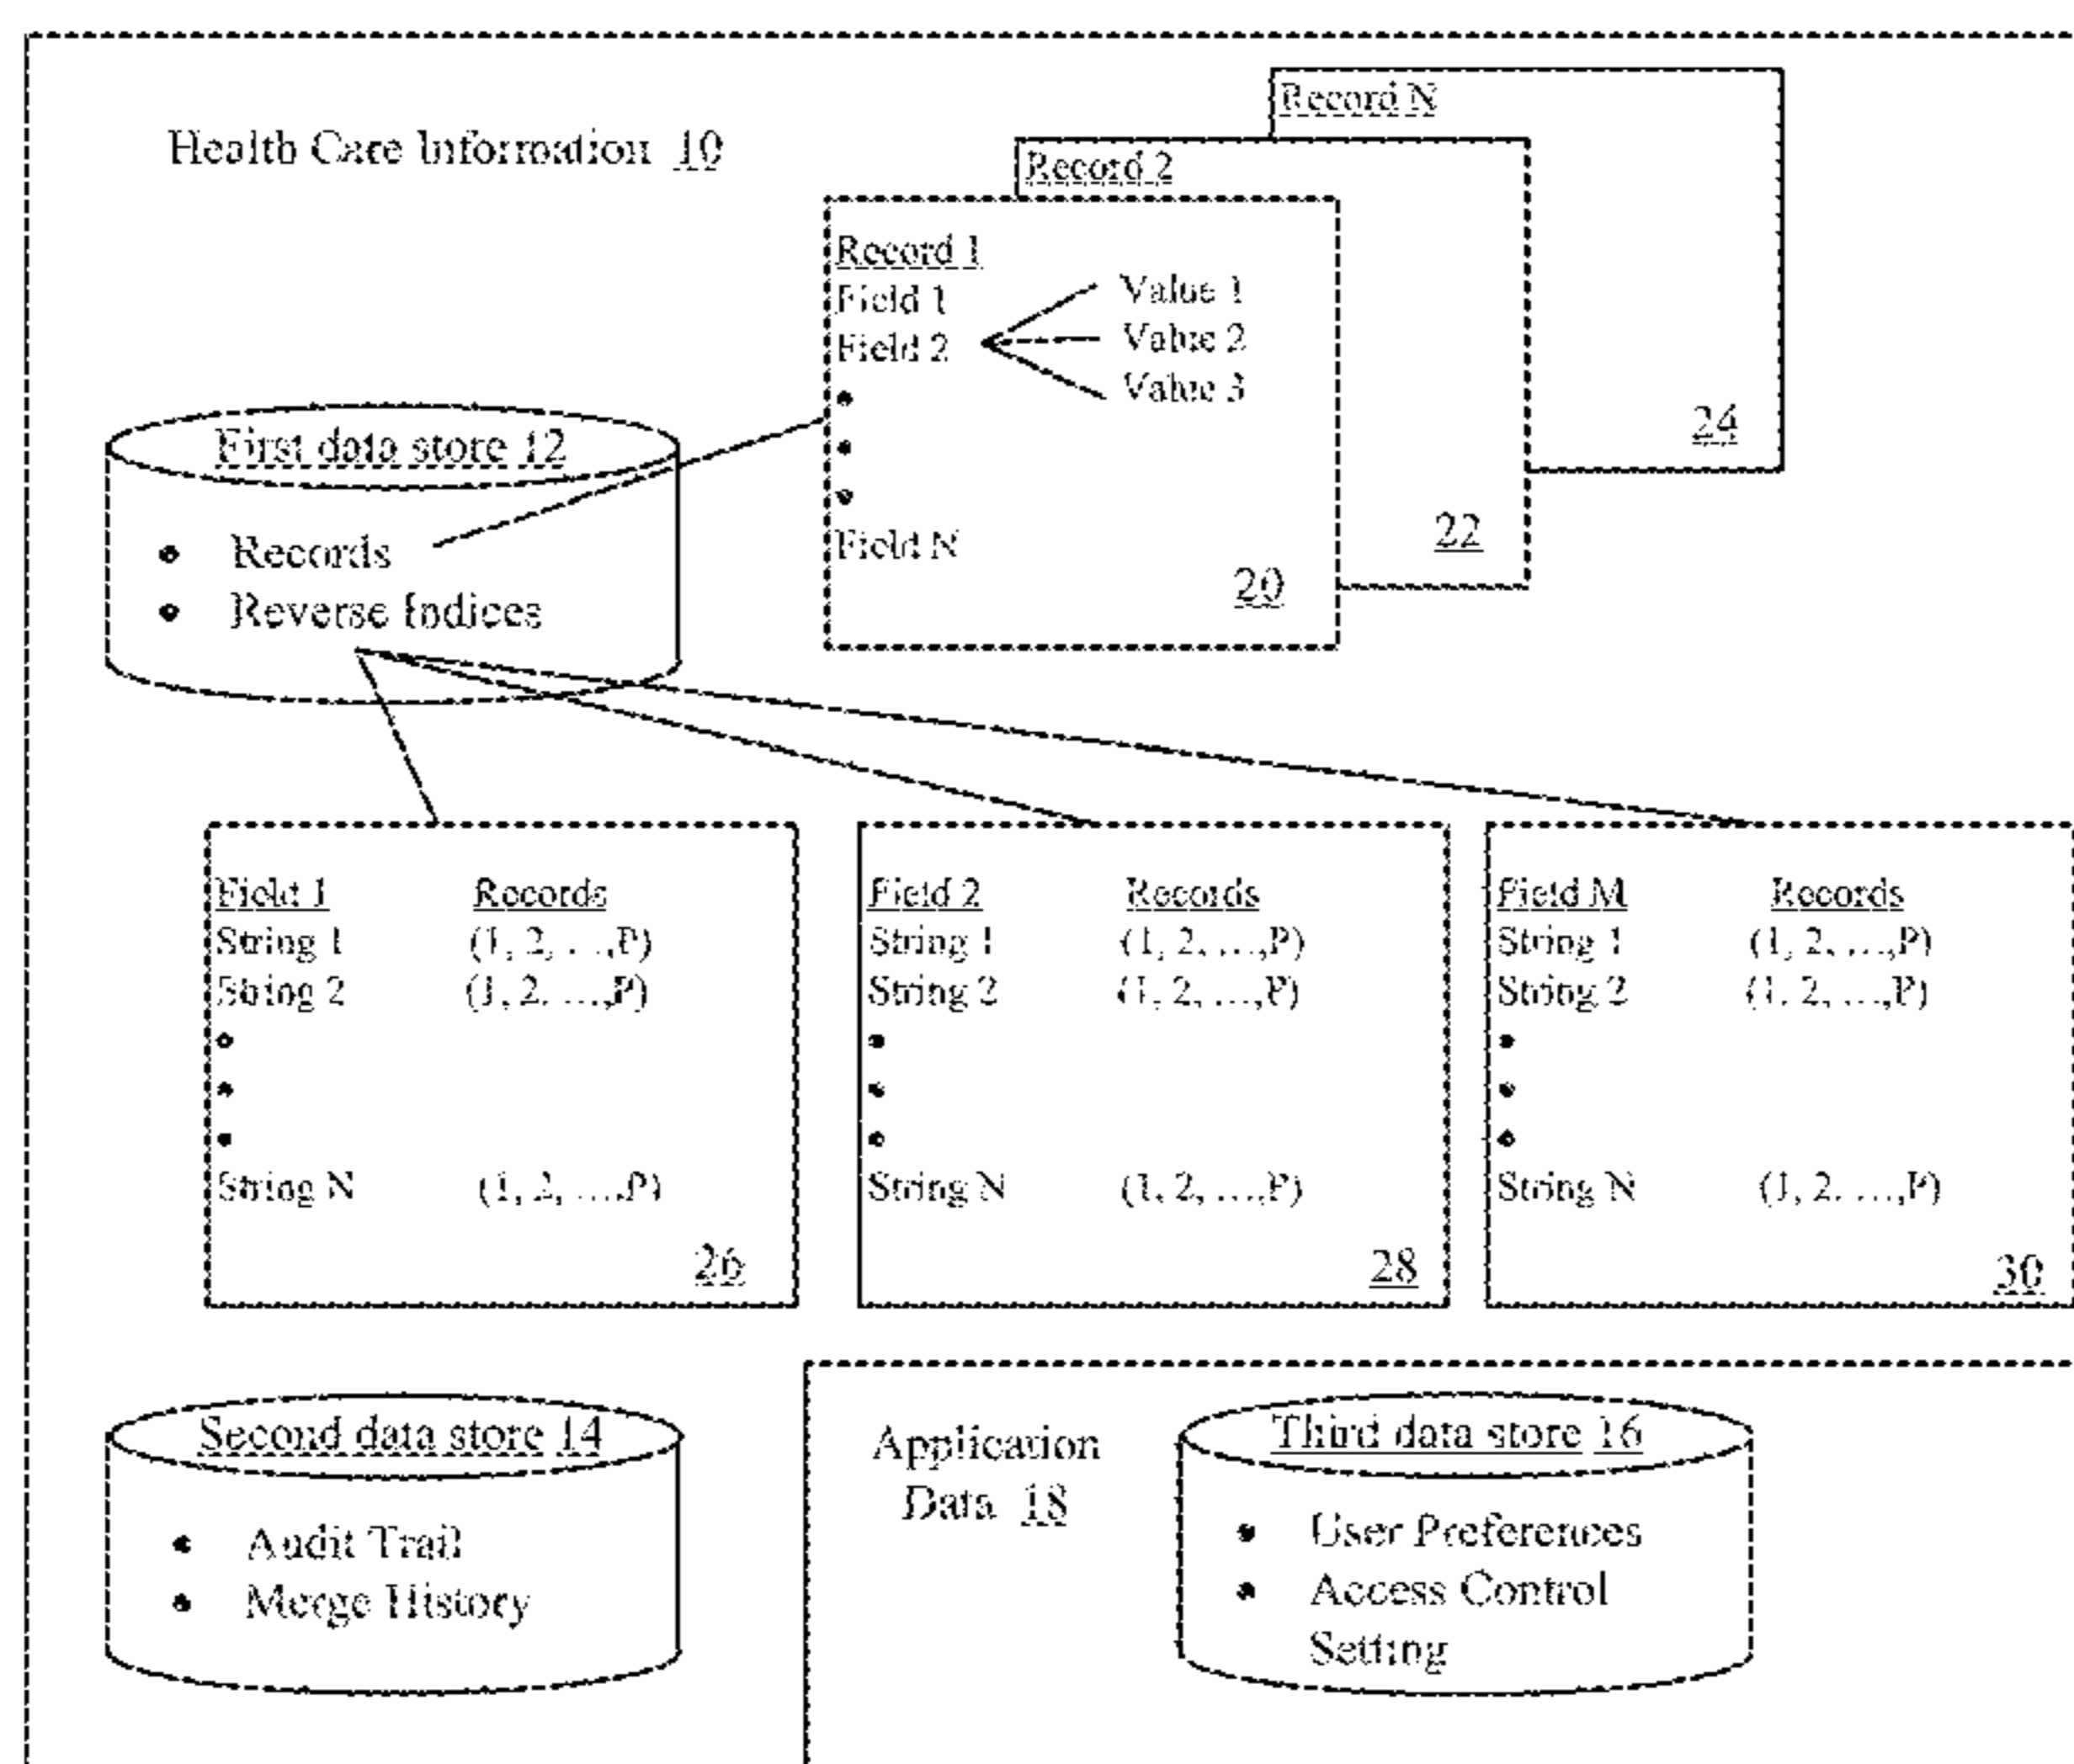 Health Care Information 10
Record N
Record 2
Record 1
Field 1
Field 2
Value 1
Value 2
Value 3
Field N
20
22
24
First data store 12
• Records
• Reverse Indices
Field 1 Records
String 1 (1, 2, ...,P)
String 2 (1, 2, ...,P)
String N (1, 2, ...,P)
26
Field 2 Records
String 1 (1, 2, ...,P)
String 2 (1, 2, ...,P)
String N (1, 2, ...,P)
28
Field M Records
String 1 (1, 2, ...,P)
String 2 (1, 2, ...,P)
String N (1, 2, ...,P)
30
Second data store 14
• Audit Trail
• Merge History
Application
Data 18
Third data store 16
• User Preferences
• Access Control
Setting